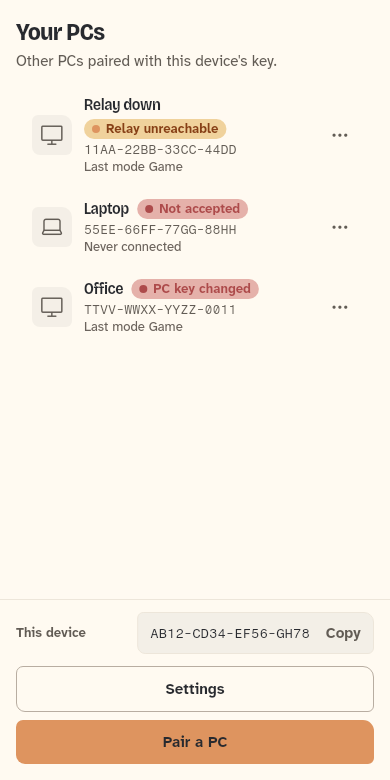 Your PCs
Other PCs paired with this device's key.
Relay down
Relay unreachable
11AA-22BB-33CC-44DD
Last mode Game
Laptop Not accepted
55EE-66FF-77GG-88HH
Never connected
Office PC key changed
TTVV-WWXX-YYZZ-0011
Last mode Game
This device AB12-CD34-EF56-GH78 Copy
Settings
Pair a PC